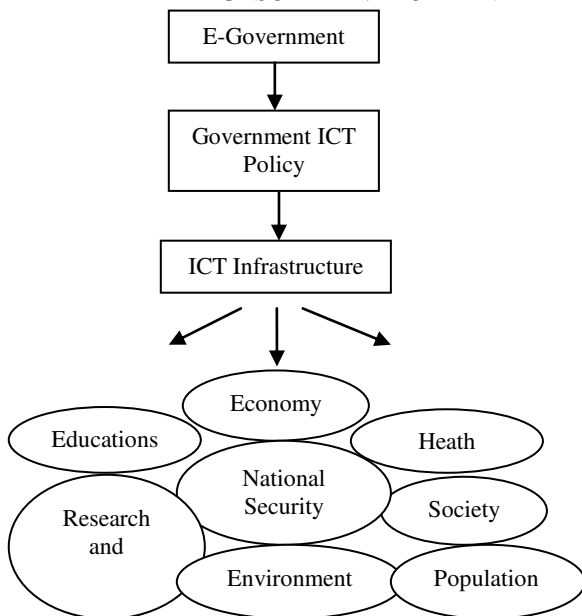 E-Government
Government ICT
Policy
ICT Infrastructure
Economy
Educations
Heath
National
Security
Research
and
Society
Environment
Population